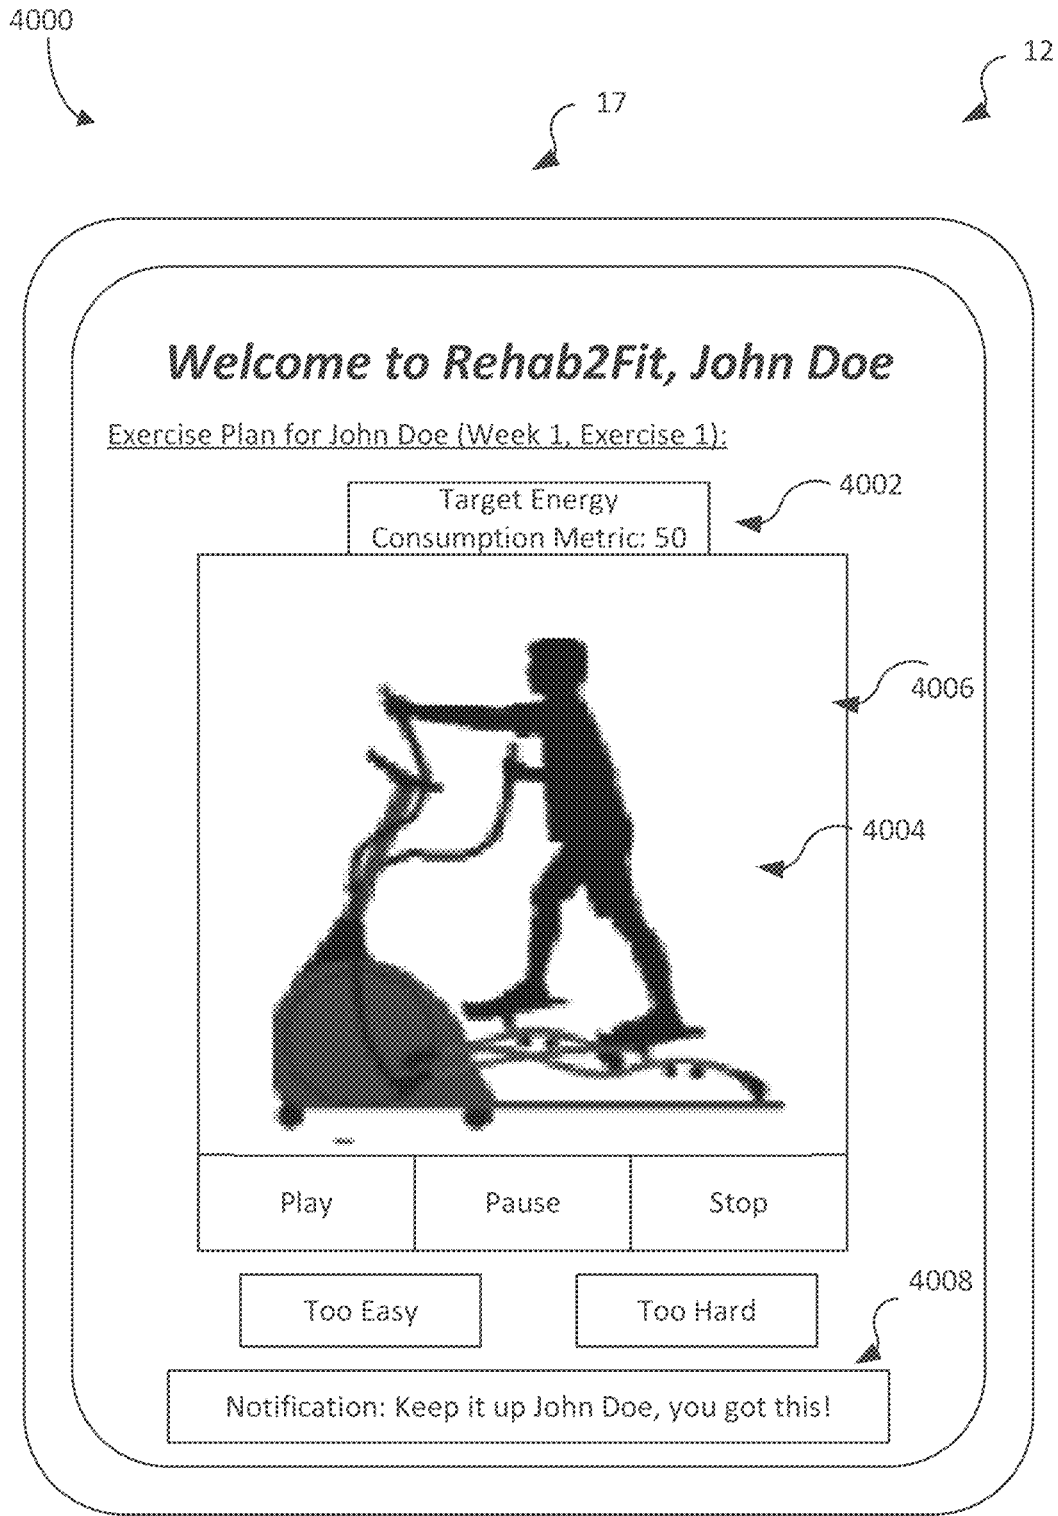 4000
12
17
Welcome to Rehab2Fit, John Doe
Exercise Plan for John Doe (Week 1, Exercise 1):
Target Energy
Consumption Metric: 50
4002
4006
4004
Play
Pause
Stop
4008
Too Easy
Too Hard
Notification: Keep it up John Doe, you got this!